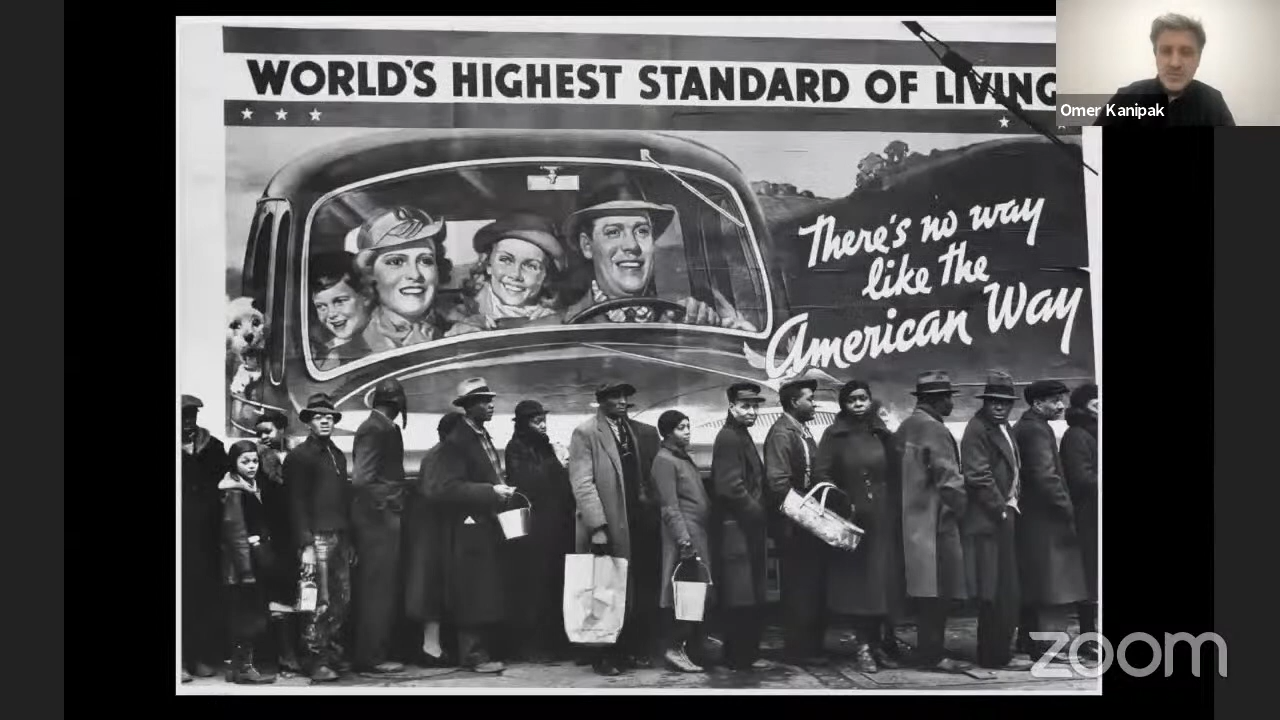 WORLD'S HIGHEST STANDARD OF LIVING
There's no way
like the
American Way
Omer Kanipak
zoom